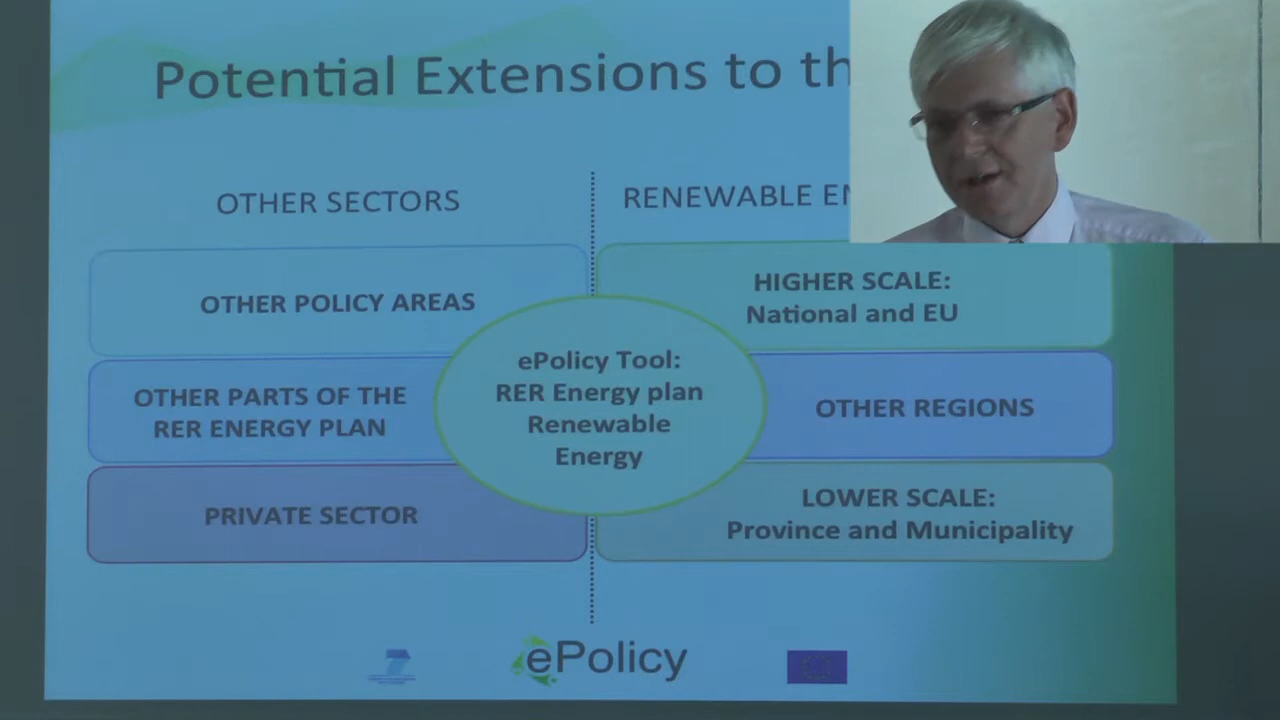 Potential Extensions to th
OTHER SECTORS
RENEWABLE EN
OTHER POLICY AREAS
HIGHER SCALE:
National and EU
ePolicy Tool:
RER Energy plan
Renewable
Energy
OTHER PARTS OF THE
RER ENERGY PLAN
OTHER REGIONS
PRIVATE SECTOR
LOWER SCALE:
Province and Municipality
ePolicy